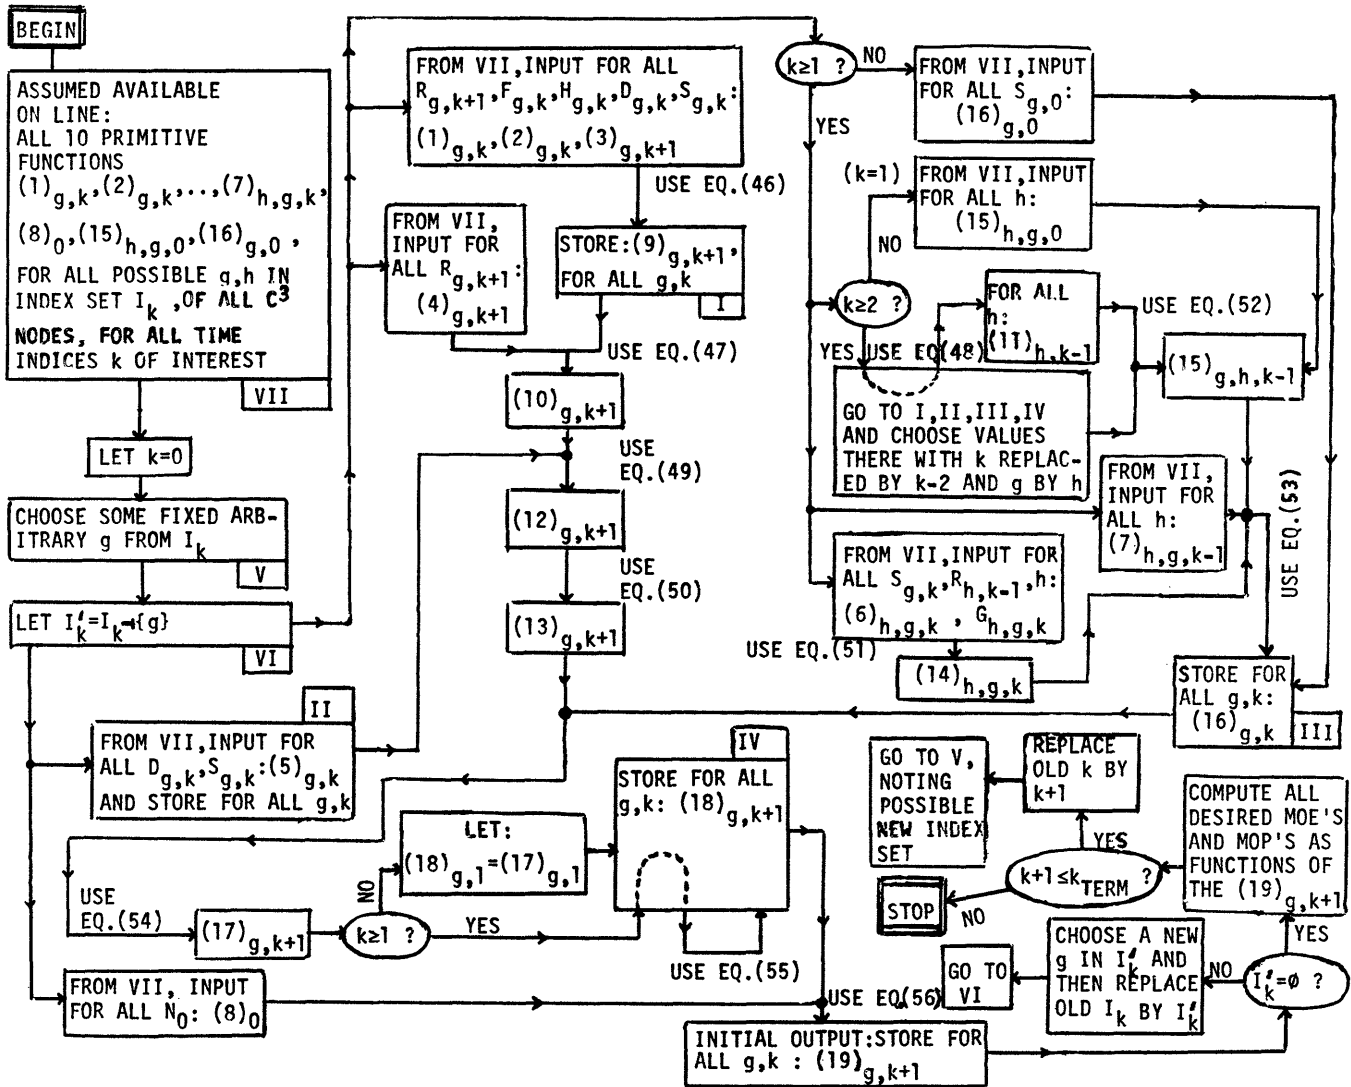 BEGIN
ASSUMED AVAILABLE
ON LINE:
ALL 10 PRIMITIVE
FUNCTIONS
(1)g,k,(2)g,k,..,(7)h,g,k,
(8)0,(15)h,g,0,(16)g,0,
FOR ALL POSSIBLE g,h IN
INDEX SET Ik ,OF ALL C3
NODES, FOR ALL TIME
INDICES k OF INTEREST
VII
LET k=0
CHOOSE SOME FIXED ARB-
ITRARY g FROM Ik
V
LET I'k=Ik-{g}
VI
FROM VII,INPUT FOR ALL
Rg,k+1,Fg,k,Hg,k,Dg,k,Sg,k:
(1)g,k,(2)g,k,(3)g,k+1
USE EQ.(46)
FROM VII,
INPUT FOR
ALL Rg,k+1:
(4)g,k+1
STORE:(9)g,k+1,
FOR ALL g,k
I
USE EQ.(47)
(10)g,k+1
USE
EQ.(49)
(12)g,k+1
USE
EQ.(50)
(13)g,k+1
II
FROM VII,INPUT FOR
ALL Dg,k,Sg,k:(5)g,k
AND STORE FOR ALL g,k
k≥1 ?
NO
YES
FROM VII,INPUT
FOR ALL Sg,0:
(16)g,0
(k=1)
FROM VII,INPUT
FOR ALL h:
(15)h,g,0
NO
k≥2 ?
YES
USE EQ(48)
FOR ALL
h:
(11)h,k-1
USE EQ.(52)
(15)g,h,k-1
GO TO I,II,III,IV
AND CHOOSE VALUES
THERE WITH k REPLAC-
ED BY k-2 AND g BY h
FROM VII,
INPUT FOR
ALL h:
(7)h,g,k-1
USE EQ.(53)
FROM VII,INPUT FOR
ALL Sg,k,Rh,k-1,h:
(6)h,g,k , Gh,g,k
USE EQ.(51)
(14)h,g,k
STORE FOR
ALL g,k:
(16)g,k
III
USE
EQ.(54)
(17)g,k+1
k≥1 ?
NO
YES
LET:
(18)g,1=(17)g,1
IV
STORE FOR ALL
g,k: (18)g,k+1
USE EQ.(55)
FROM VII, INPUT
FOR ALL N0: (8)0
USE EQ.(56)
INITIAL OUTPUT:STORE FOR
ALL g,k : (19)g,k+1
I'k=ø ?
NO
YES
CHOOSE A NEW
g IN I'k AND
THEN REPLACE
OLD Ik BY I'k
GO TO
VI
COMPUTE ALL
DESIRED MOE'S
AND MOP'S AS
FUNCTIONS OF
THE (19)g,k+1
k+1≤kTERM ?
YES
NO
STOP
REPLACE
OLD k BY
k+1
GO TO V,
NOTING
POSSIBLE
NEW INDEX
SET